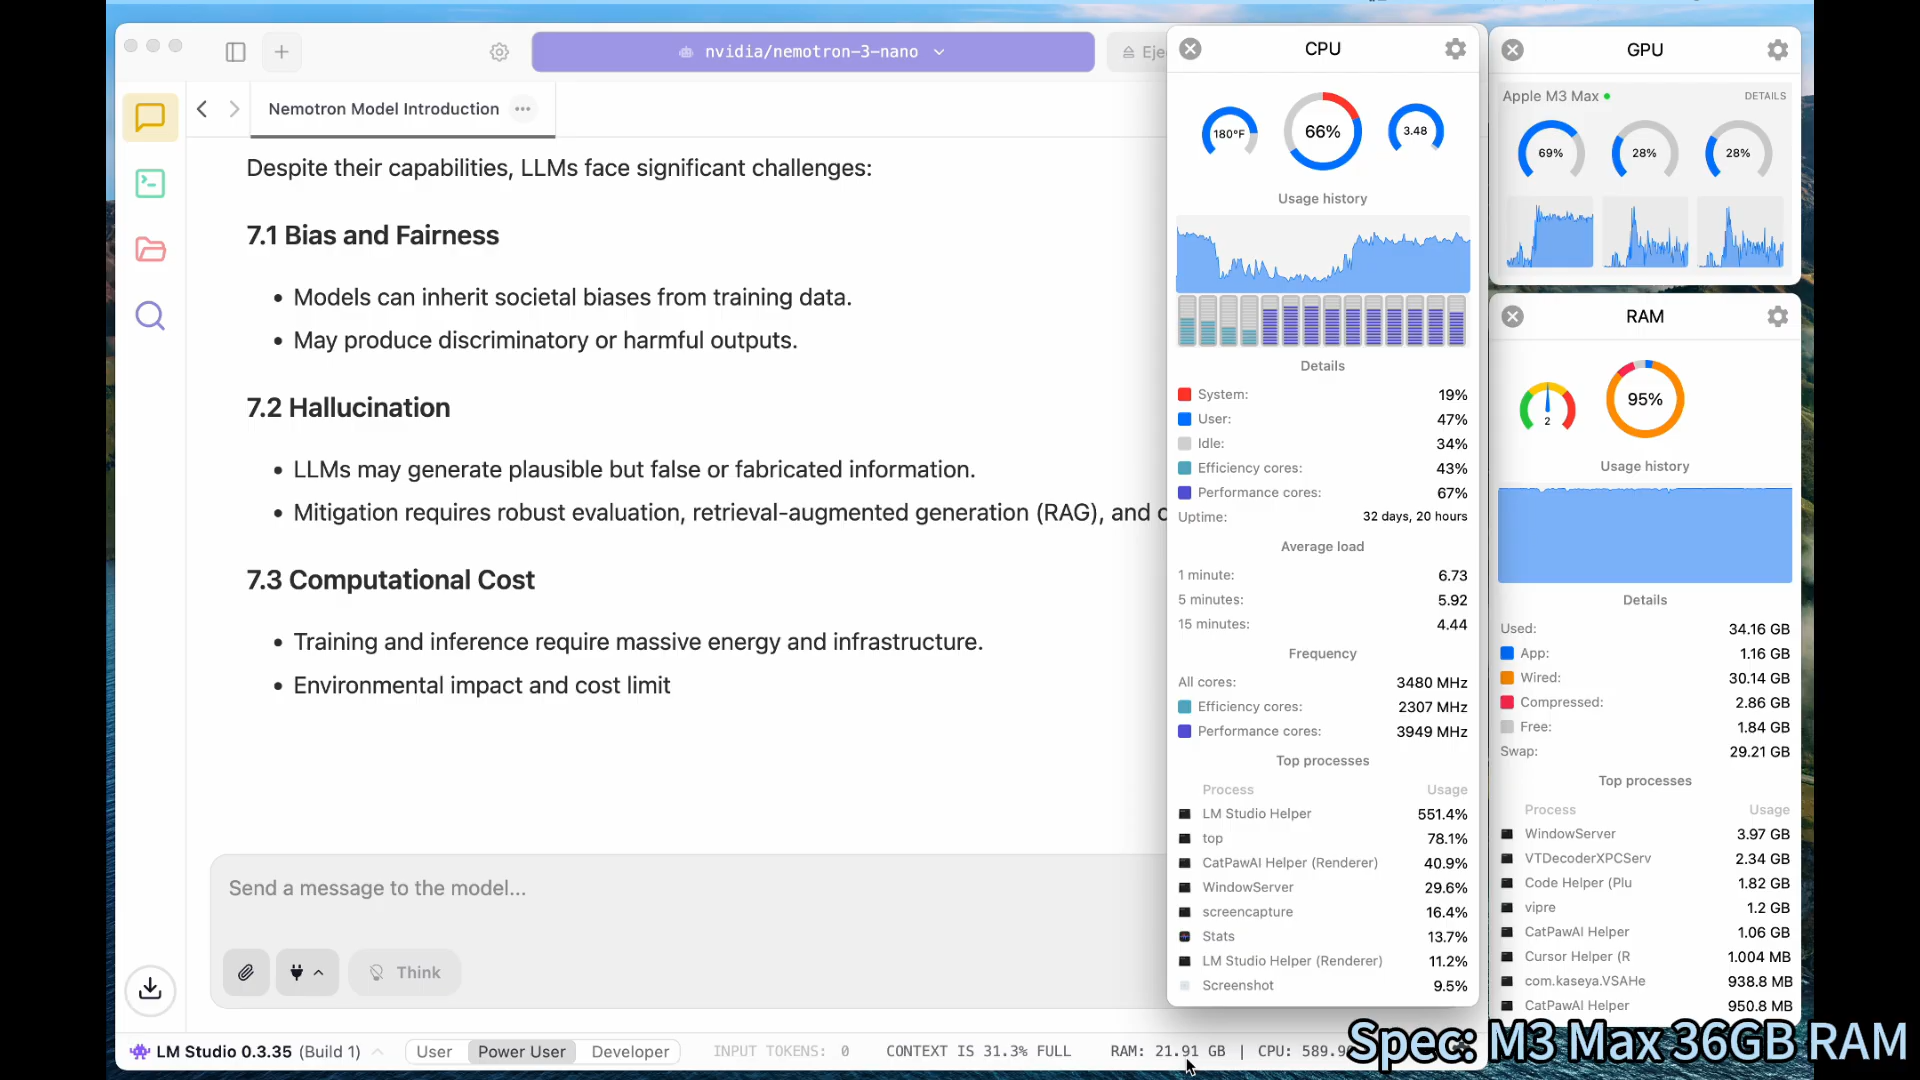 nvidia/nemotron-3-nano
Nemotron Model Introduction
Despite their capabilities, LLMs face significant challenges:
7.1 Bias and Fairness
• Models can inherit societal biases from training data.
• May produce discriminatory or harmful outputs.
7.2 Hallucination
• LLMs may generate plausible but false or fabricated information.
• Mitigation requires robust evaluation, retrieval-augmented generation (RAG), and
7.3 Computational Cost
• Training and inference require massive energy and infrastructure.
• Environmental impact and cost limit
Send a message to the model...
Think
LM Studio 0.3.35 (Build 1)
User
Power User
Developer
INPUT TOKENS: 0
CONTEXT IS 31.3% FULL
RAM: 21.91 GB | CPU: 589.
CPU
180°F
66%
3.48
Usage history
Details
System: 19%
User: 47%
Idle: 34%
Efficiency cores: 43%
Performance cores: 67%
Uptime: 32 days, 20 hours
Average load
1 minute: 6.73
5 minutes: 5.92
15 minutes: 4.44
Frequency
All cores: 3480 MHz
Efficiency cores: 2307 MHz
Performance cores: 3949 MHz
Top processes
Process Usage
LM Studio Helper 551.4%
top 78.1%
CatPawAI Helper (Renderer) 40.9%
WindowServer 29.6%
screencapture 16.4%
Stats 13.7%
LM Studio Helper (Renderer) 11.2%
Screenshot 9.5%
GPU
Apple M3 Max
DETAILS
69%
28%
28%
RAM
2
95%
Usage history
Details
Used: 34.16 GB
App: 1.16 GB
Wired: 30.14 GB
Compressed: 2.86 GB
Free: 1.84 GB
Swap: 29.21 GB
Top processes
Process Usage
WindowServer 3.97 GB
VTDecoderXPCServ 2.34 GB
Code Helper (Plu 1.82 GB
vipre 1.2 GB
CatPawAI Helper 1.06 GB
Cursor Helper (R 1.004 MB
com.kaseya.VSAHe 938.8 MB
CatPawAI Helper 950.8 MB
Spec: M3 Max 36GB RAM